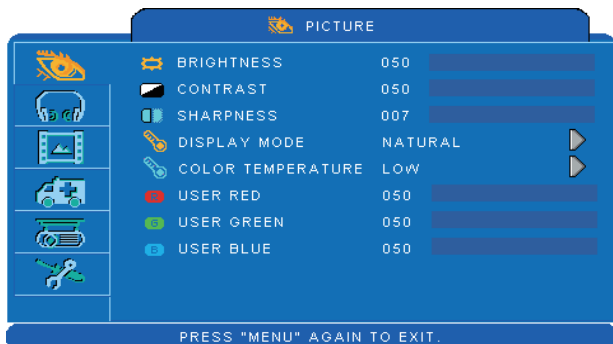 PICTURE
BRIGHTNESS 050
CONTRAST 050
SHARPNESS 007
DISPLAY MODE NATURAL
COLOR TEMPERATURE LOW
USER RED 050
G USER GREEN 050
B USER BLUE 050
PRESS "MENU" AGAIN TO EXIT.